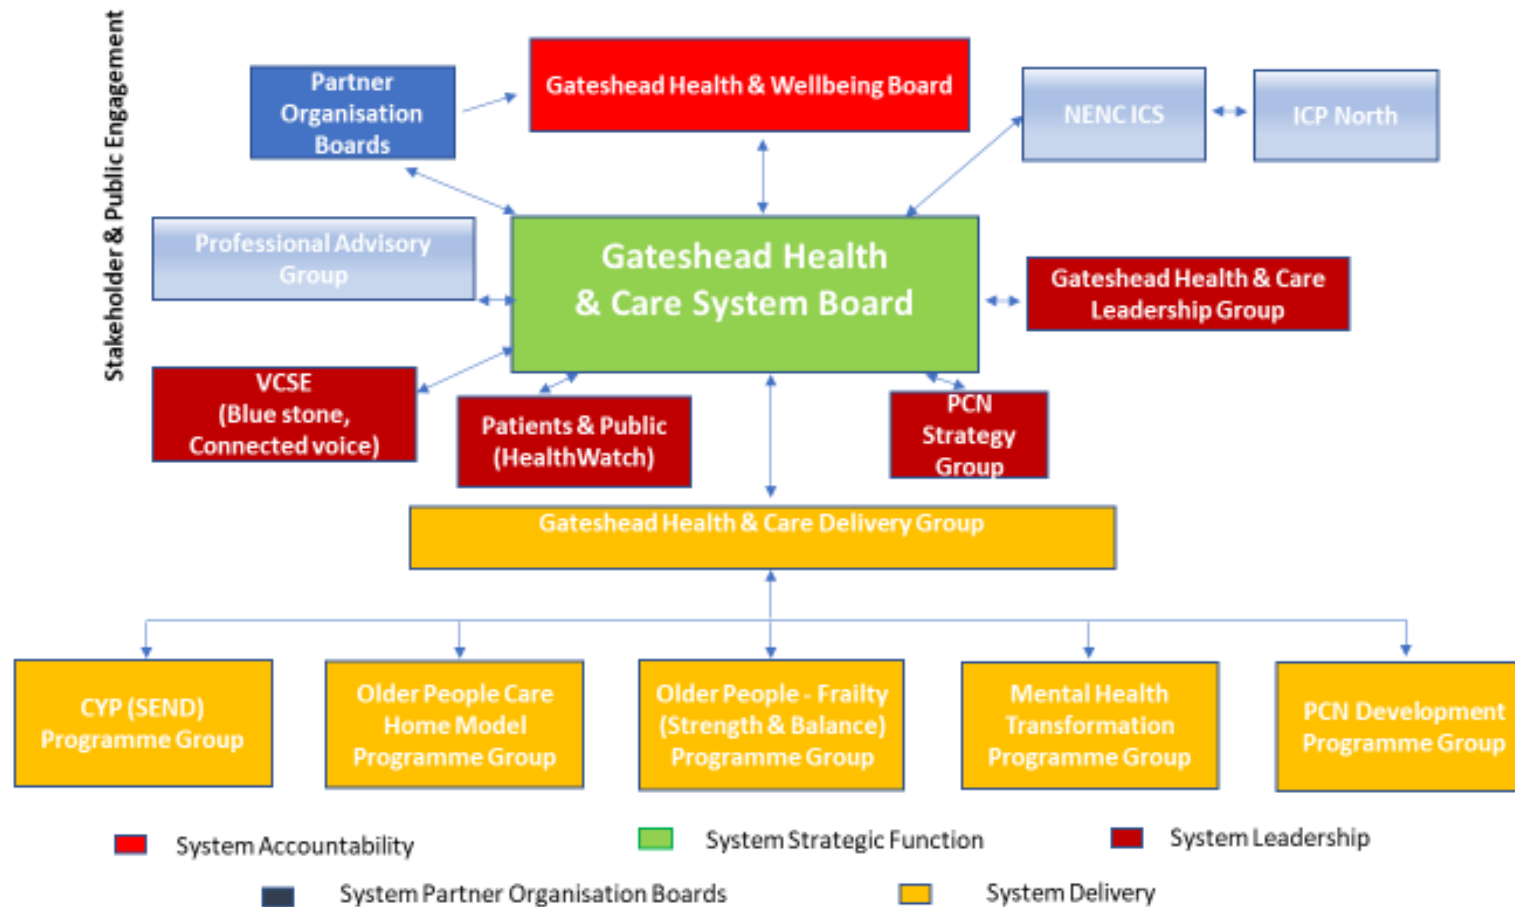 Stakeholder & Public Engagement
Partner
Organisation
Boards
Gateshead Health & Wellbeing Board
NENC ICS
ICP North
Professional Advisory
Group
Gateshead Health
& Care System Board
Gateshead Health & Care
Leadership Group
VCSE
(Blue stone,
Connected voice)
Patients & Public
(HealthWatch)
PCN
Strategy
Group
Gateshead Health & Care Delivery Group
CYP (SEND)
Programme Group
Older People Care
Home Model
Programme Group
Older People - Frailty
(Strength & Balance)
Programme Group
Mental Health
Transformation
Programme Group
PCN Development
Programme Group
System Accountability
System Strategic Function
System Leadership
System Partner Organisation Boards
System Delivery